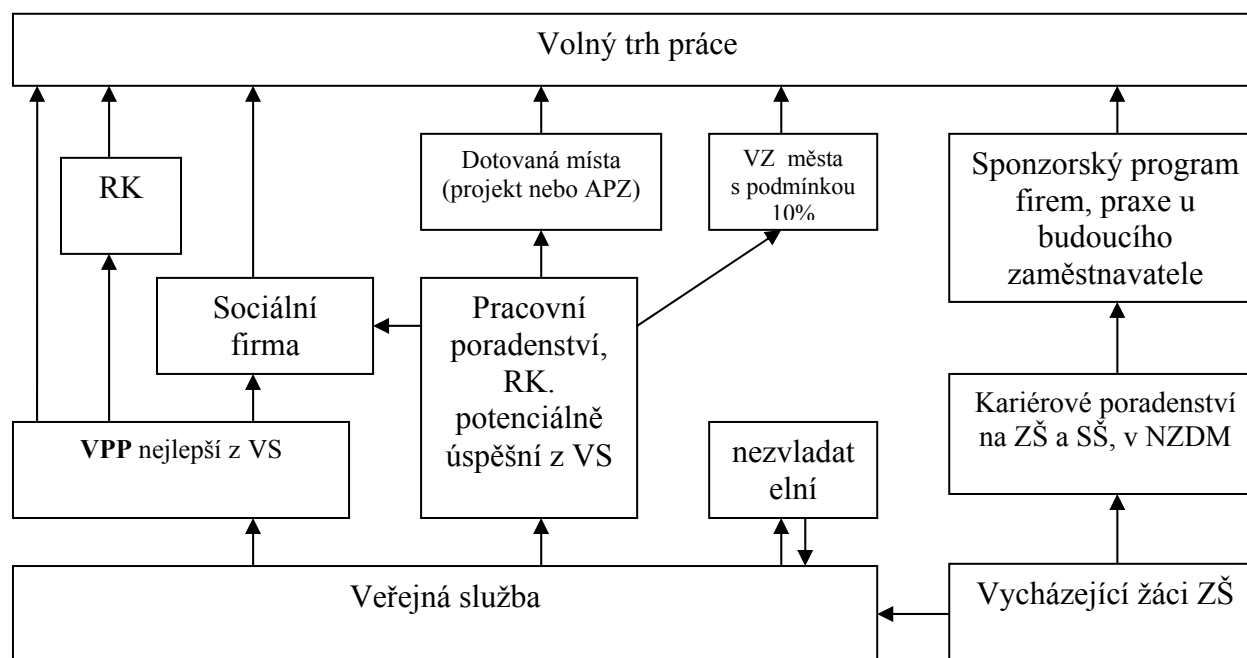 Volný trh práce
RK
Dotovaná místa
(projekt nebo APZ)
VZ města
s podmínkou
10%
Sponzorský program
firem, praxe u
budoucího
zaměstnavatele
Sociální
firma
Pracovní
poradenství,
RK.
potenciálně
úspěšní z VS
Kariérové poradenství
na ZŠ a SŠ, v NZDM
VPP nejlepší z VS
nezvladat
elní
Veřejná služba
Vycházející žáci ZŠ